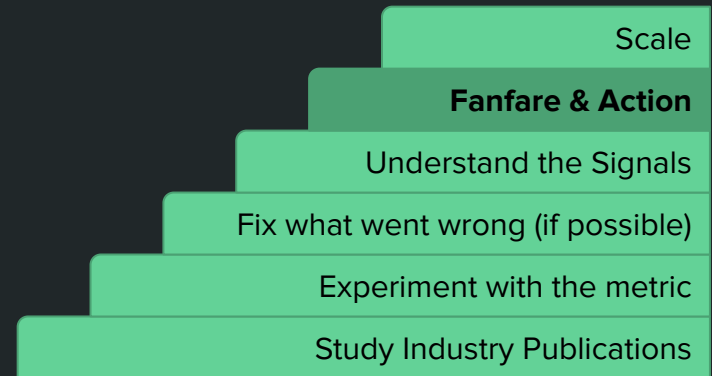 Scale
Fanfare & Action
Understand the Signals
Fix what went wrong (if possible)
Experiment with the metric
Study Industry Publications